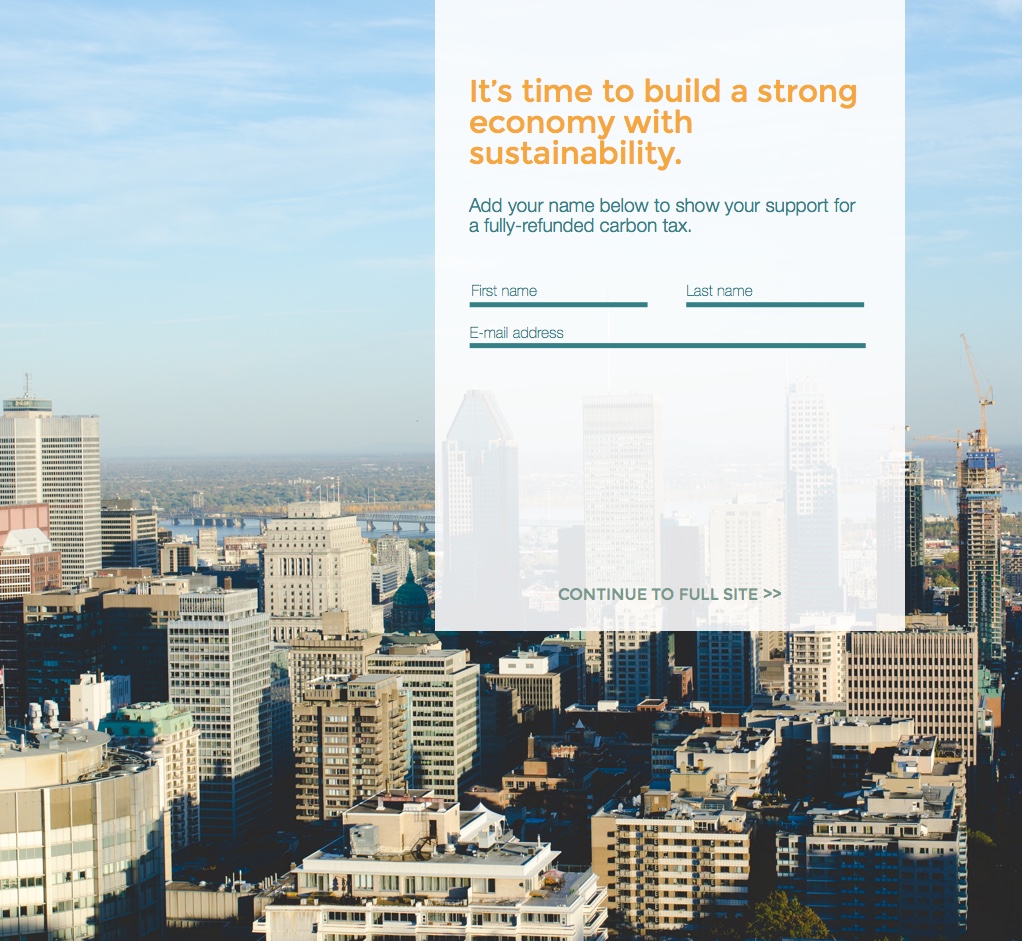 It’s time to build a strong
economy with
sustainability.
Add your name below to show your support for
a fully-refunded carbon tax.
First name
Last name
E-mail address
CONTINUE TO FULL SITE >>